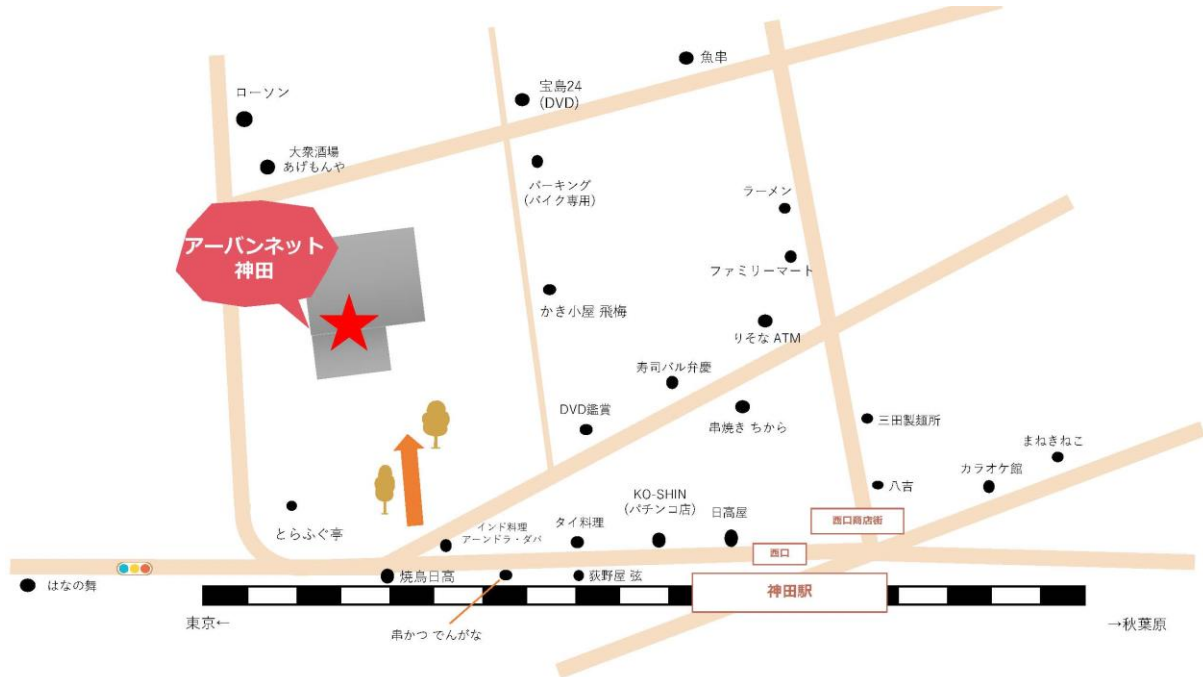 魚串
宝島24
(DVD)
ローソン
大衆酒場
あげもんや
パーキング
(バイク専用)
ラーメン
アーバンネット
神田
ファミリーマート
かき小屋 飛梅
りそな ATM
寿司バル弁慶
DVD鑑賞
串焼き ちから
三田製麺所
まねきねこ
カラオケ館
八吉
KO-SHIN
(パチンコ店)
日高屋
西口商店街
とらふぐ亭
インド料理
アーンドラ・ダバ
タイ料理
西口
はなの舞
焼鳥日高
荻野屋 弦
神田駅
東京←
串かつ でんがな
→秋葉原